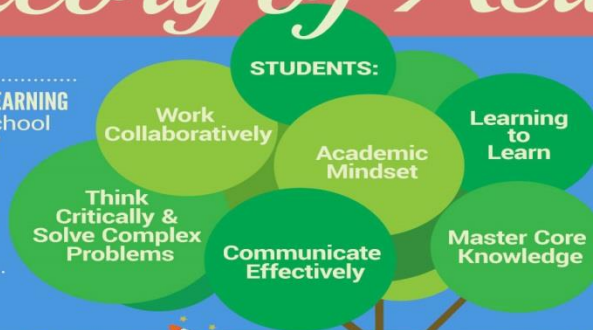 STUDENTS:
EARNING
chool
Work
Collaboratively
Academic
Mindset
Learning
to
Learn
Think
Critically &
Solve Complex
Problems
Communicate
Effectively
Master Core
Knowledge